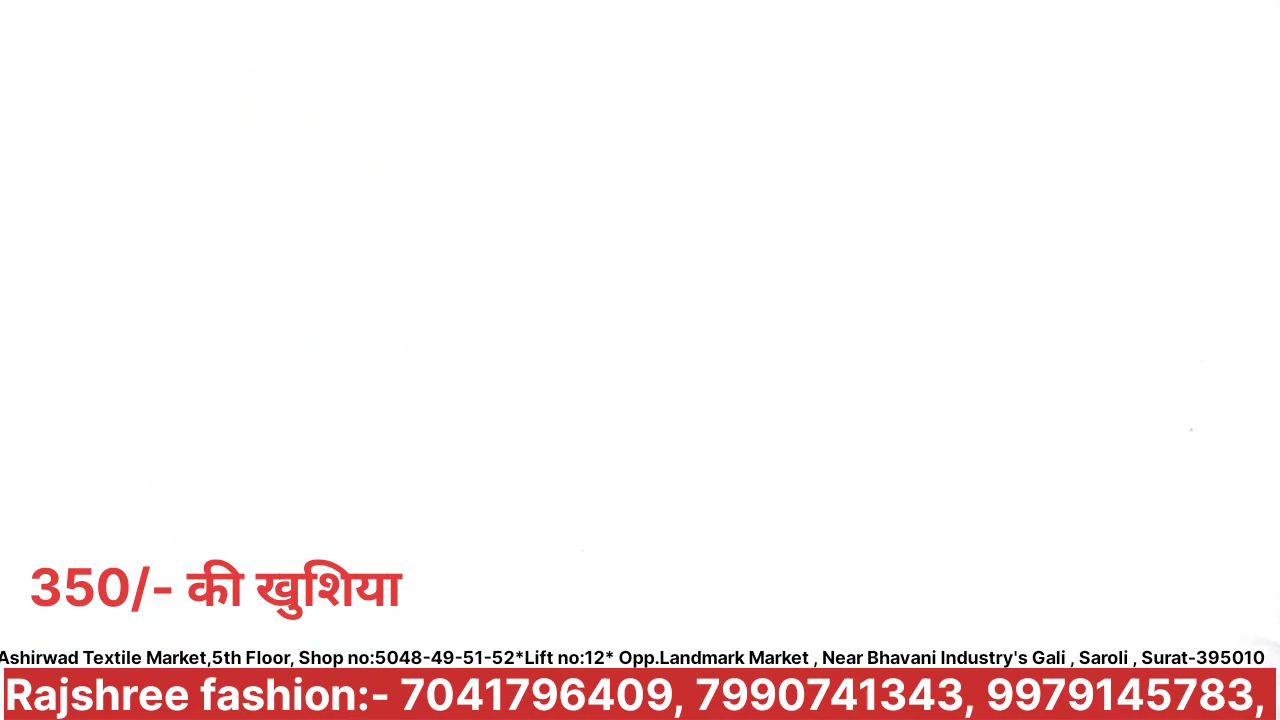 350/- की खुशिया
Ashirwad Textile Market,5th Floor, Shop no:5048-49-51-52*Lift no:12* Opp.Landmark Market , Near Bhavani Industry's Gali , Saroli , Surat-395010
Rajshree fashion:- 7041796409, 7990741343, 9979145783,